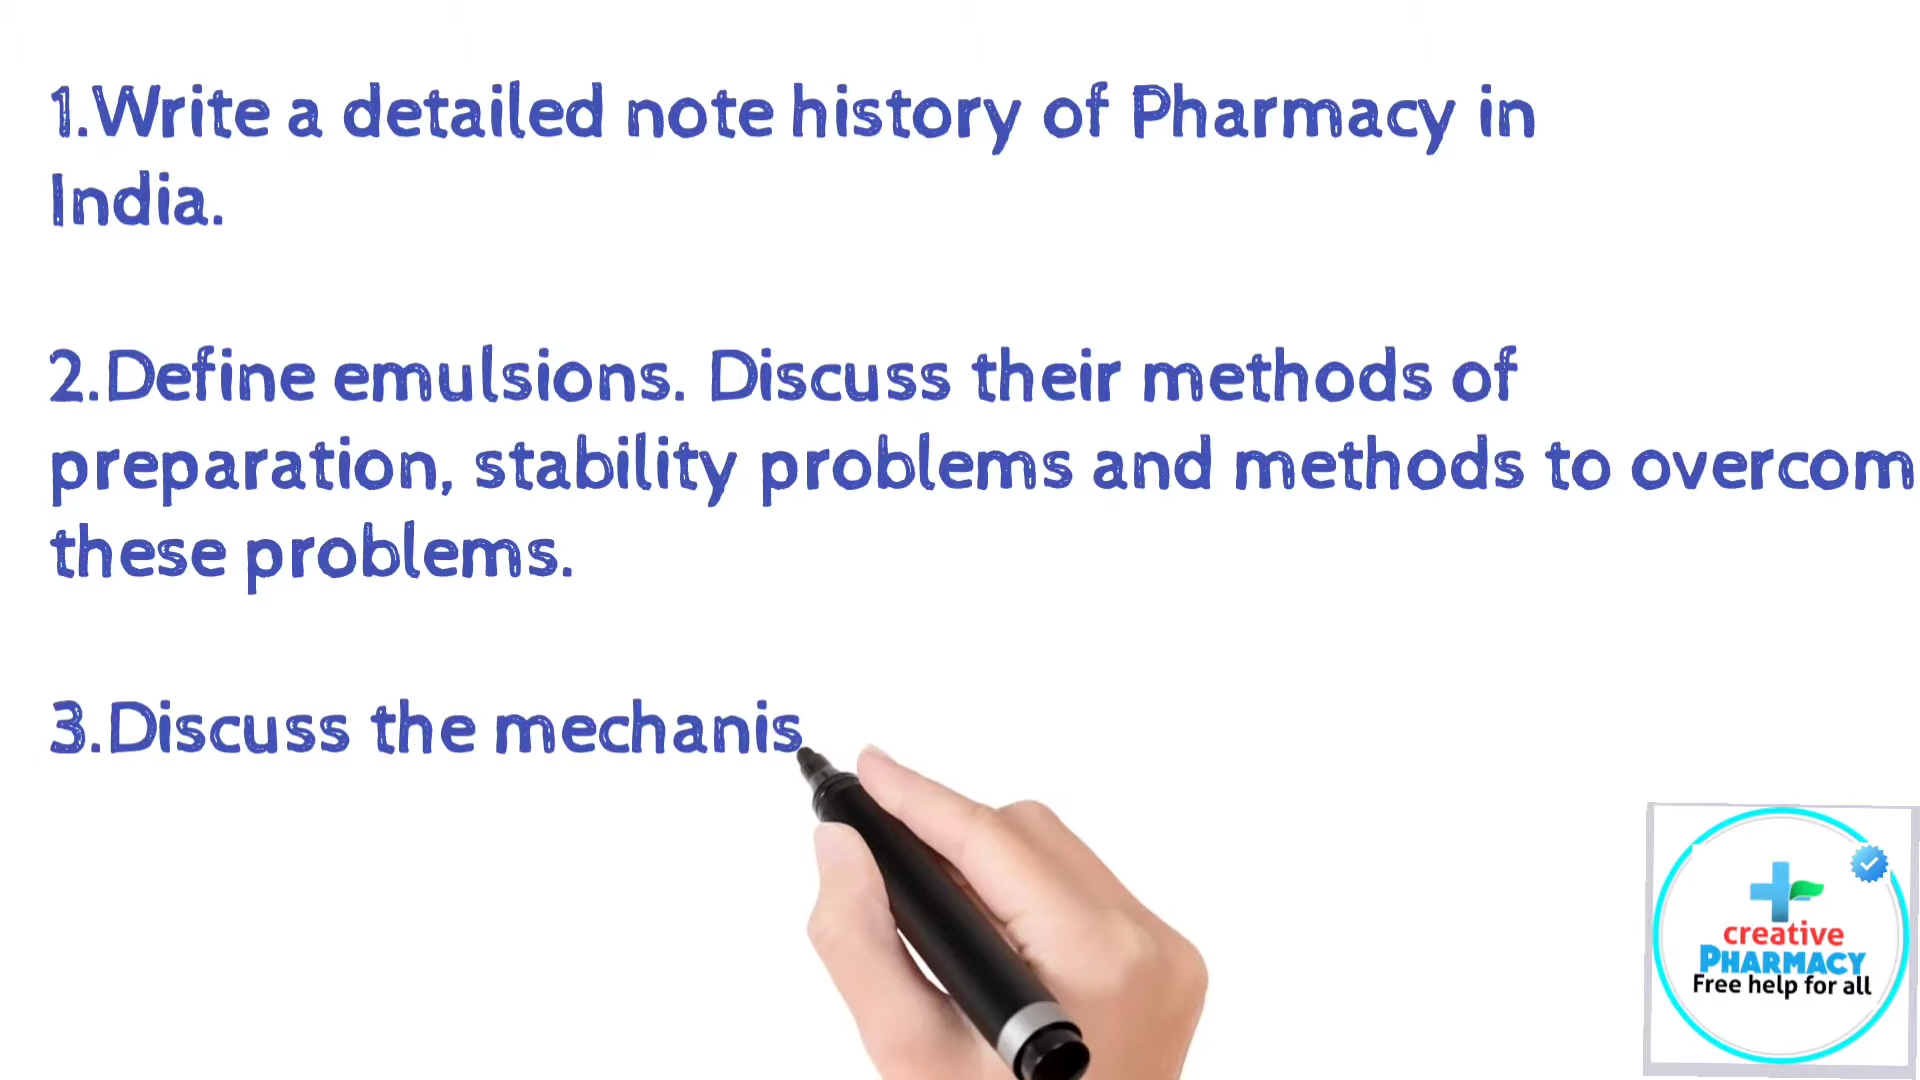 1.Write a detailed note history of Pharmacy in
India.
2.Define emulsions. Discuss their methods of
preparation, stability problems and methods to overcom
these problems.
3.Discuss the mechanis
creative
PHARMACY
Free help for all